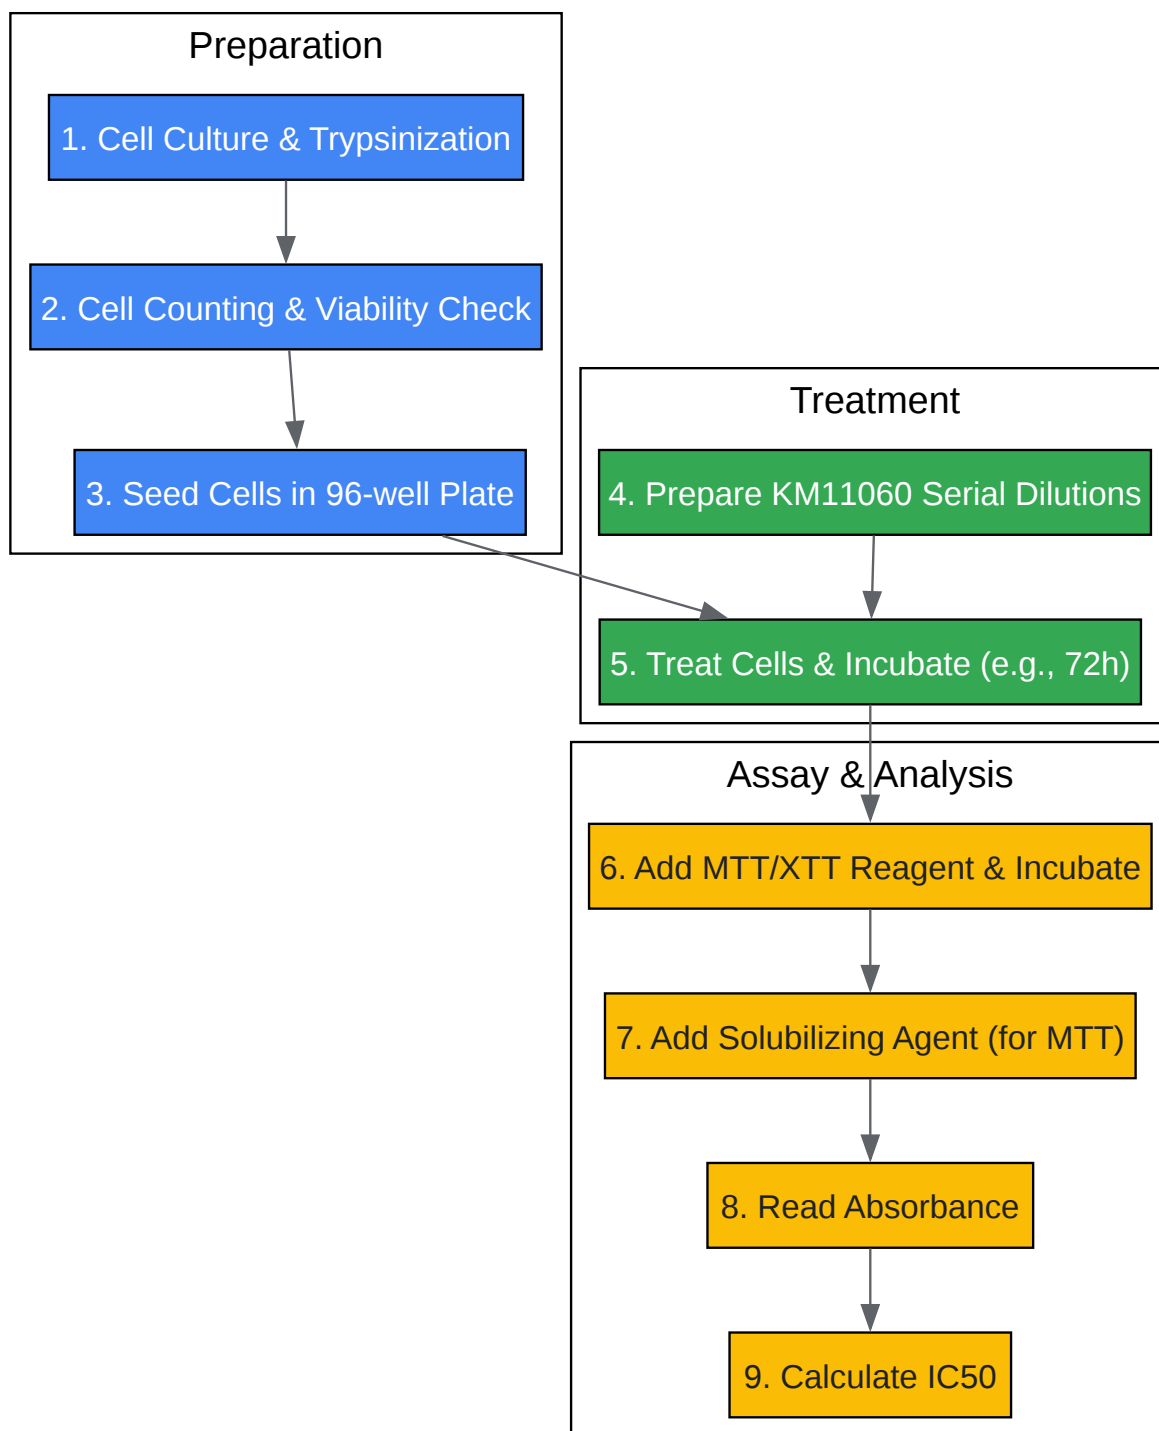 Preparation
1. Cell Culture & Trypsinization
2. Cell Counting & Viability Check
3. Seed Cells in 96-well Plate
Treatment
4. Prepare KM11060 Serial Dilutions
5. Treat Cells & Incubate (e.g., 72h)
Assay & Analysis
6. Add MTT/XTT Reagent & Incubate
7. Add Solubilizing Agent (for MTT)
8. Read Absorbance
9. Calculate IC50